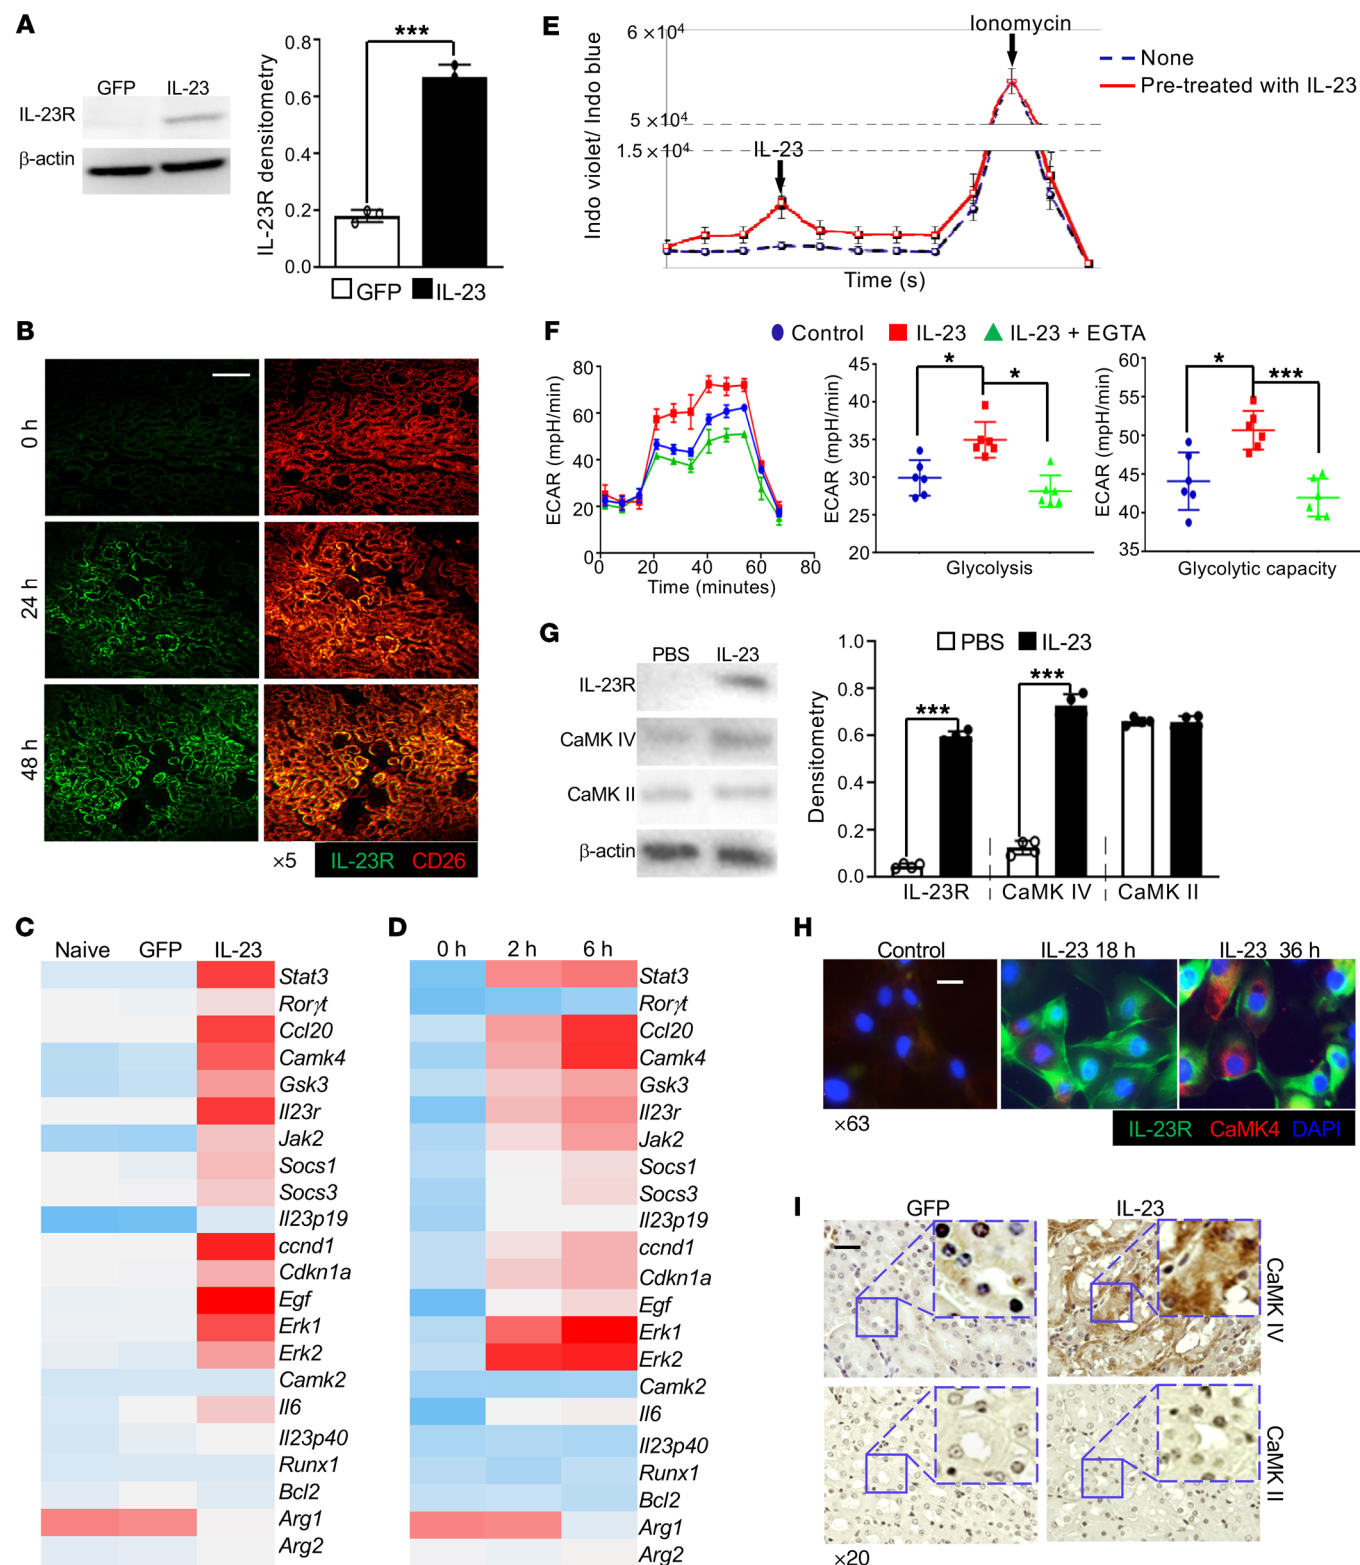 A
GFP IL-23
IL-23R
β-actin
IL-23R densitometry
0.8
0.6
0.4
0.2
0.0
***
GFP IL-23
B
0 h
24 h
48 h
×5
IL-23R CD26
C
Naive GFP IL-23
Stat3
Rorγt
Ccl20
Camk4
Gsk3
Il23r
Jak2
Socs1
Socs3
Il23p19
ccnd1
Cdkn1a
Egf
Erk1
Erk2
Camk2
Il6
Il23p40
Runx1
Bcl2
Arg1
Arg2
D
0 h 2 h 6 h
Stat3
Rorγt
Ccl20
Camk4
Gsk3
Il23r
Jak2
Socs1
Socs3
Il23p19
ccnd1
Cdkn1a
Egf
Erk1
Erk2
Camk2
Il6
Il23p40
Runx1
Bcl2
Arg1
Arg2
E
Indo violet/ Indo blue
6 ×10⁴
5 ×10⁴
1.5 ×10⁴
IL-23
Ionomycin
None
Pre-treated with IL-23
Time (s)
F
Control IL-23 IL-23 + EGTA
ECAR (mpH/min)
80
60
40
20
0
0 20 40 60 80
Time (minutes)
ECAR (mpH/min)
45
40
35
30
25
20
* *
Glycolysis
ECAR (mpH/min)
60
55
50
45
40
35
* ***
Glycolytic capacity
G
PBS IL-23
IL-23R
CaMK IV
CaMK II
β-actin
Densitometry
1.0
0.8
0.6
0.4
0.2
0.0
PBS IL-23
***
***
IL-23R CaMK IV CaMK II
H
Control IL-23 18 h IL-23 36 h
×63
IL-23R CaMK4 DAPI
I
GFP IL-23
CaMK IV
CaMK II
×20